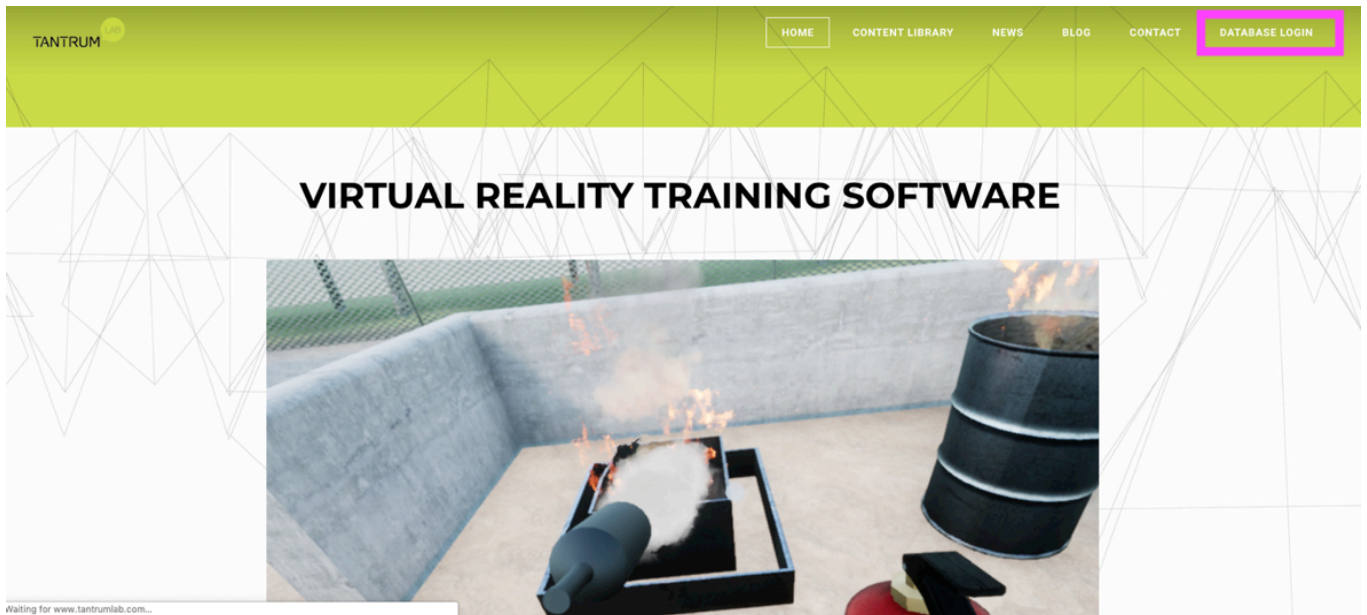 TANTRUM LAB
HOME CONTENT LIBRARY NEWS BLOG CONTACT DATABASE LOGIN
VIRTUAL REALITY TRAINING SOFTWARE
Waiting for www.tantrumlab.com...